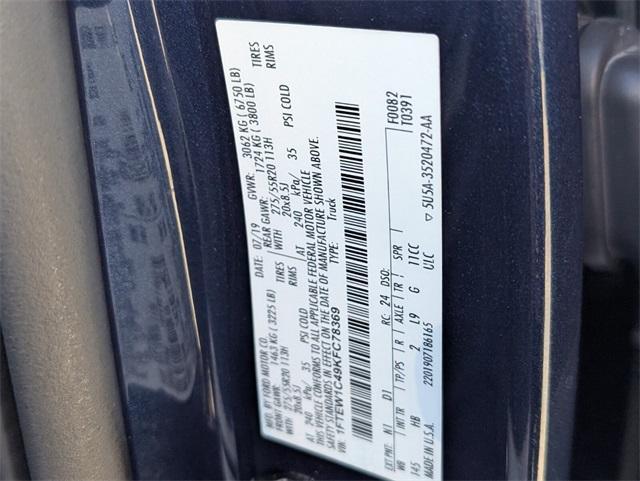 MFD. BY FORD MOTOR CO.
DATE: 07/19 GVWR: 3062 KG ( 6750 LB)
FRONT GAWR: 1463 KG ( 3225 LB) REAR GAWR: 1724 KG ( 3800 LB)
WITH 275/55R20 113H TIRES WITH 275/55R20 113H TIRES
20x8.5J RIMS 20x8.5J RIMS
AT 240 kPa/ 35 PSI COLD AT 240 kPa/ 35 PSI COLD
THIS VEHICLE CONFORMS TO ALL APPLICABLE FEDERAL MOTOR VEHICLE
SAFETY STANDARDS IN EFFECT ON THE DATE OF MANUFACTURE SHOWN ABOVE.
VIN: 1FTEW1C49KFC78369 TYPE: Truck
F0082
T0391
EXT PNT: N1 D1 RC: 24 DSO:
WB INT TR TP/PS R AXLE TR SPR
145 HB 2 L9 G 11CC
5U5A-3520472-AA
MADE IN U.S.A. 2201907186165 ULC